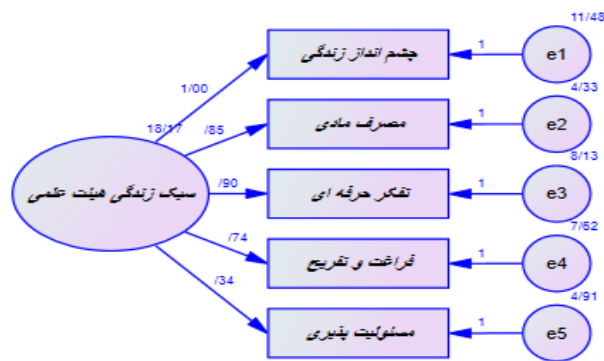 11/48
چشم انداز زندگی
1
e1
1/00
4/33
18/17
/85
مصرف مادی
1
e2
8/13
سبک زندگی هیئت علمی
/90
تفکر حرفه ای
1
e3
7/62
/74
فراغت و تفریح
1
e4
4/91
/34
مسئولیت پذیری
1
e5